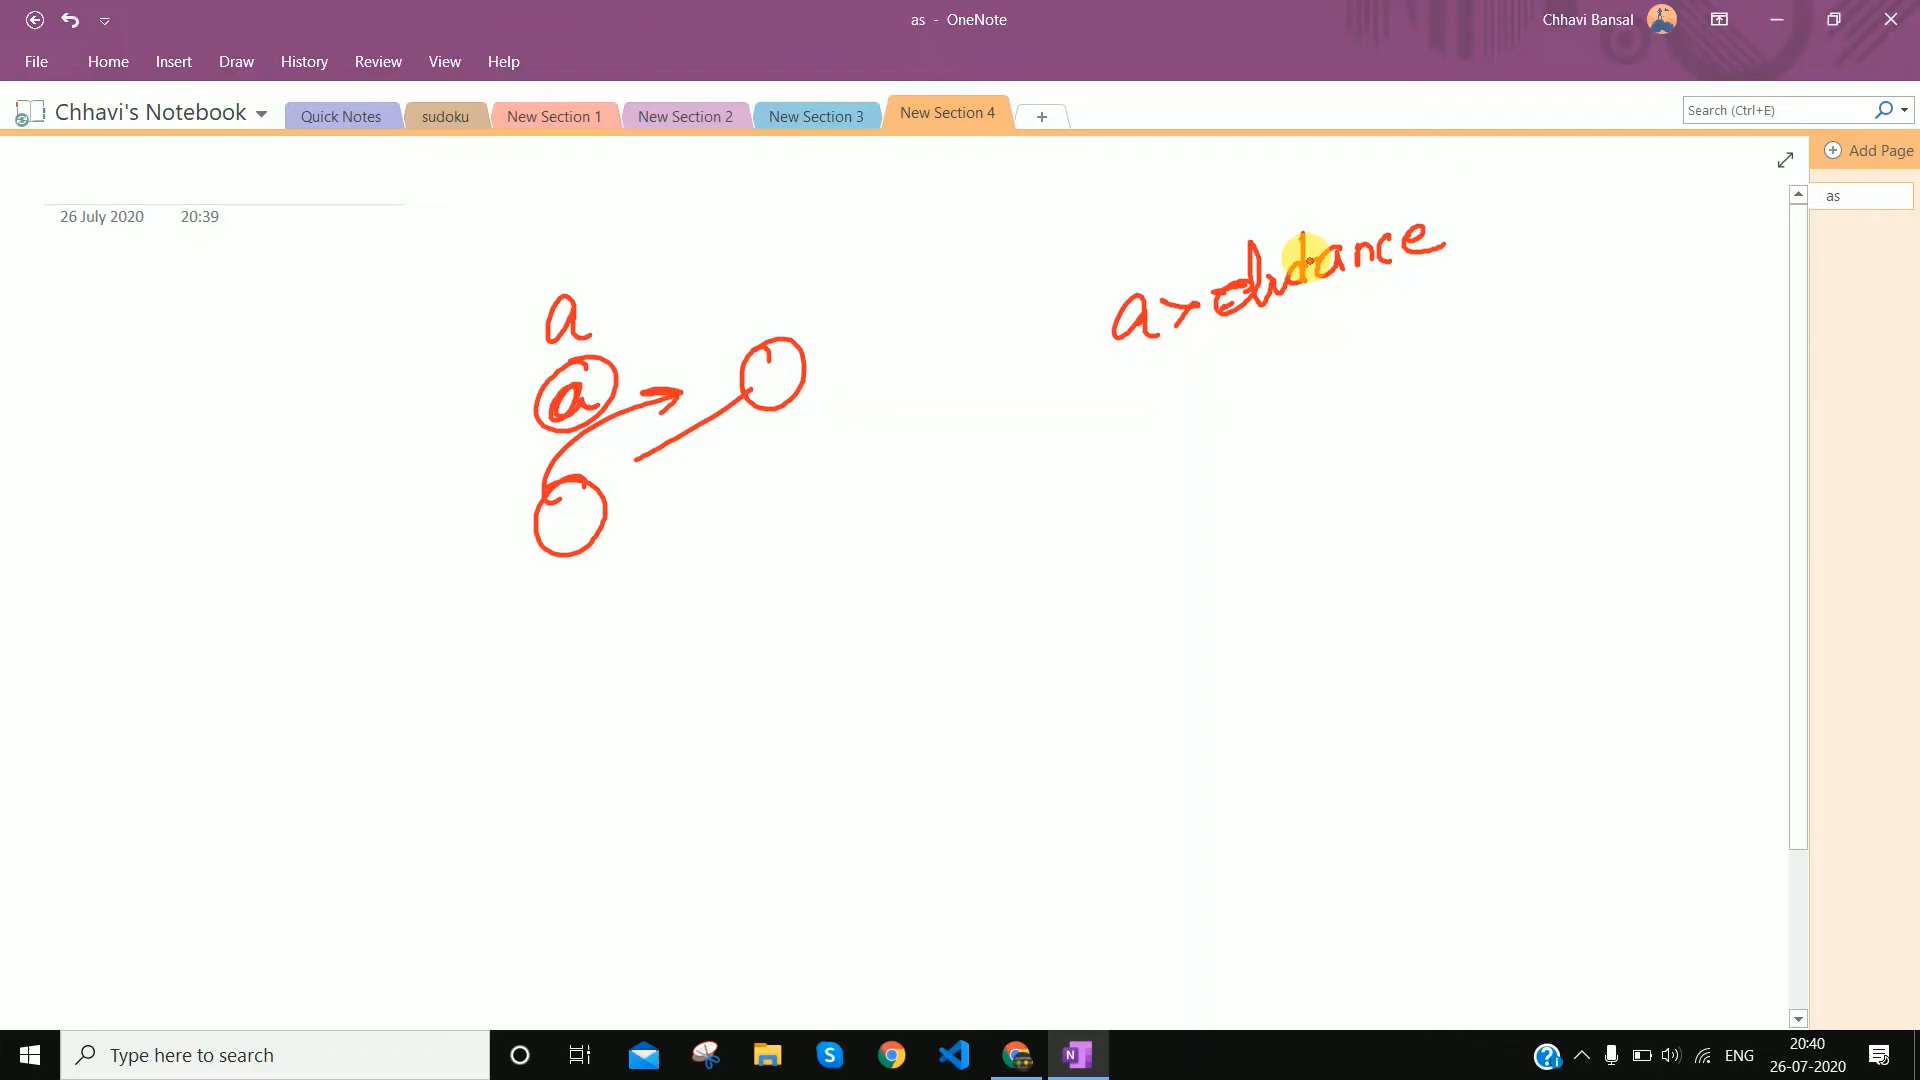 as - OneNote
Chhavi Bansal
File Home Insert Draw History Review View Help
Chhavi's Notebook
Quick Notes sudoku New Section 1 New Section 2 New Section 3 New Section 4 +
Search (Ctrl+E)
Add Page
as
26 July 2020 20:39
a
a
a >
Type here to search
N
S
ENG
20:40
26-07-2020